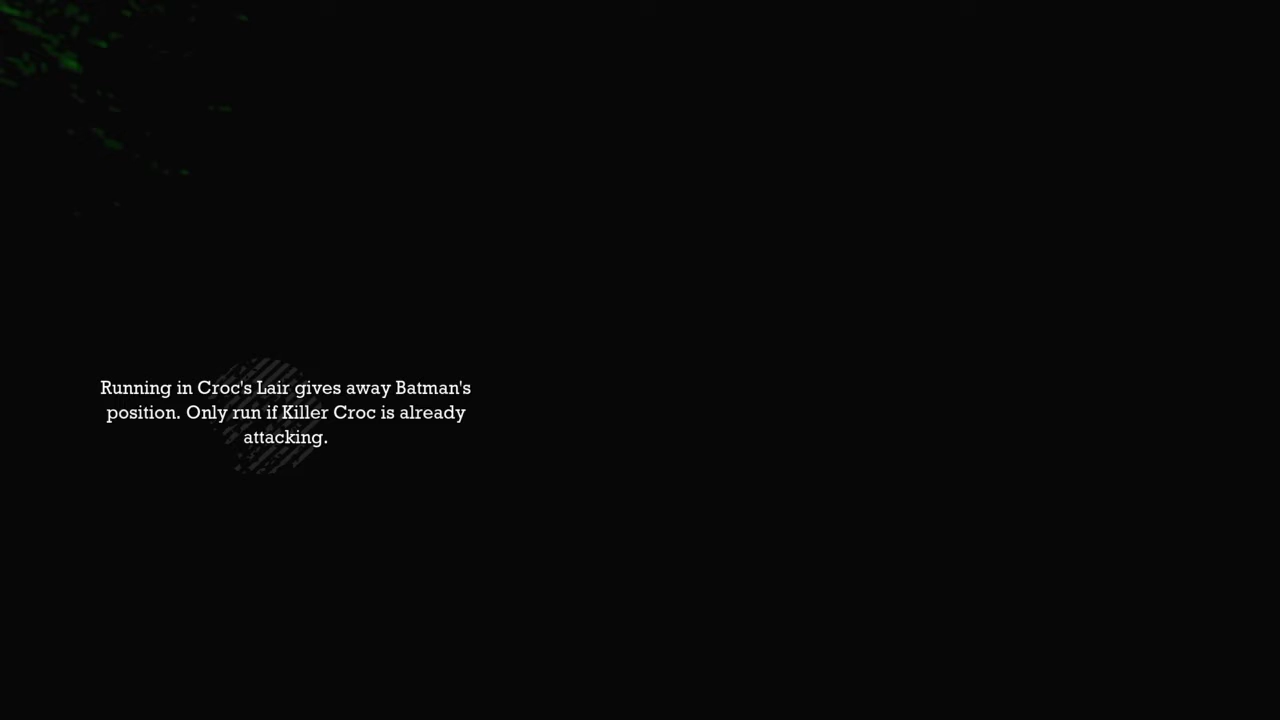 Running in Croc's Lair gives away Batman's
position. Only run if Killer Croc is already
attacking.